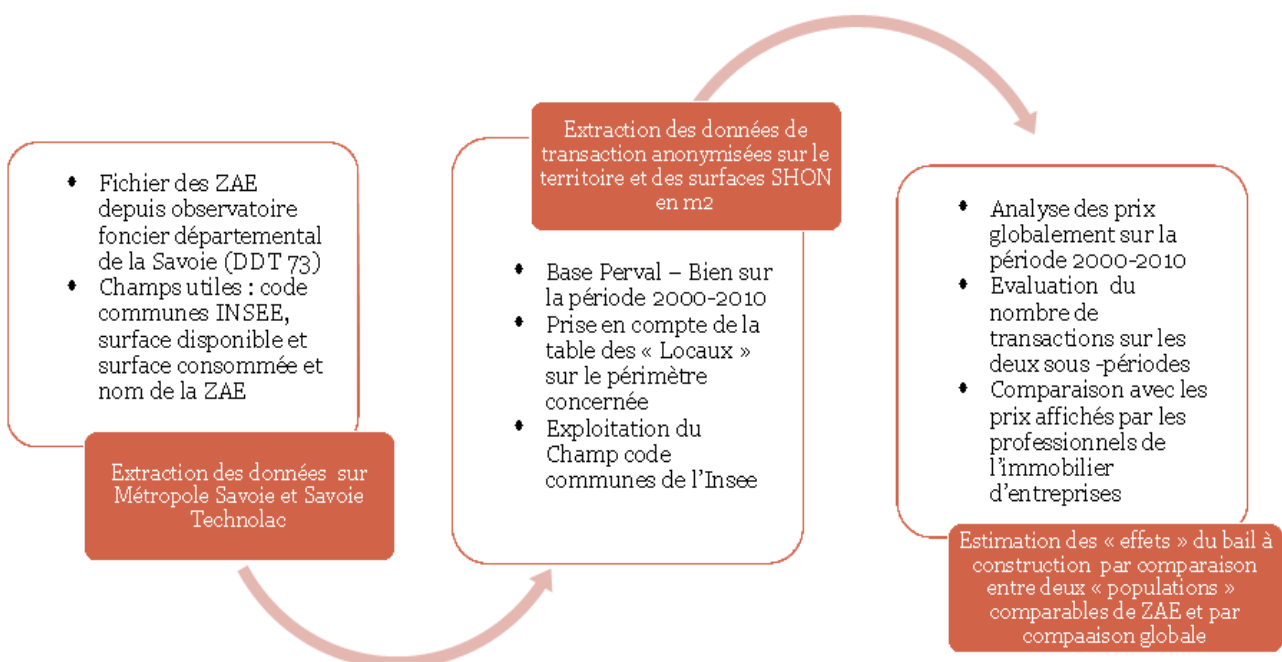 • Fichier des ZAE
depuis observatoire
foncier départemental
de la Savoie (DDT 73)
• Champs utiles : code
communes INSEE,
surface disponible et
surface consommée et
nom de la ZAE
Extraction des données sur
Métropole Savoie et Savoie
Technolac
Extraction des données de
transaction anonymisées sur le
territoire et des surfaces SHON
en m2
• Base Perval – Bien sur
la période 2000-2010
• Prise en compte de la
table des « Locaux »
sur le périmètre
concernée
• Exploitation du
Champ code
communes de l’Insee
• Analyse des prix
globalement sur la
période 2000-2010
• Evaluation du
nombre de
transactions sur les
deux sous -périodes
• Comparaison avec les
prix affichés par les
professionnels de
l’immobilier
d’entreprises
Estimation des « effets » du bail à
construction par comparaison
entre deux « populations »
comparables de ZAE et par
compaaison globale